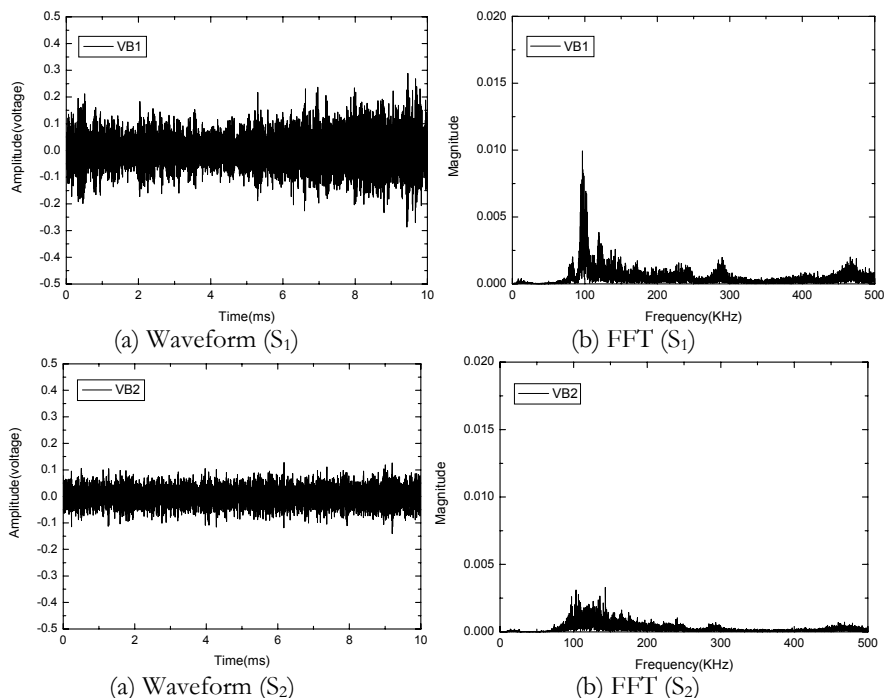 VB1
Amplitude(voltage)
0.5
0.4
0.3
0.2
0.1
0.0
-0.1
-0.2
-0.3
-0.4
-0.5
0 2 4 6 8 10
Time(ms)
(a) Waveform (S₁)
VB1
Magnitude
0.020
0.015
0.010
0.005
0.000
0 100 200 300 400 500
Frequency(KHz)
(b) FFT (S₁)
VB2
Amplitude(voltage)
0.5
0.4
0.3
0.2
0.1
0.0
-0.1
-0.2
-0.3
-0.4
-0.5
0 2 4 6 8 10
Time(ms)
(a) Waveform (S₂)
VB2
Magnitude
0.020
0.015
0.010
0.005
0.000
0 100 200 300 400 500
Frequency(KHz)
(b) FFT (S₂)